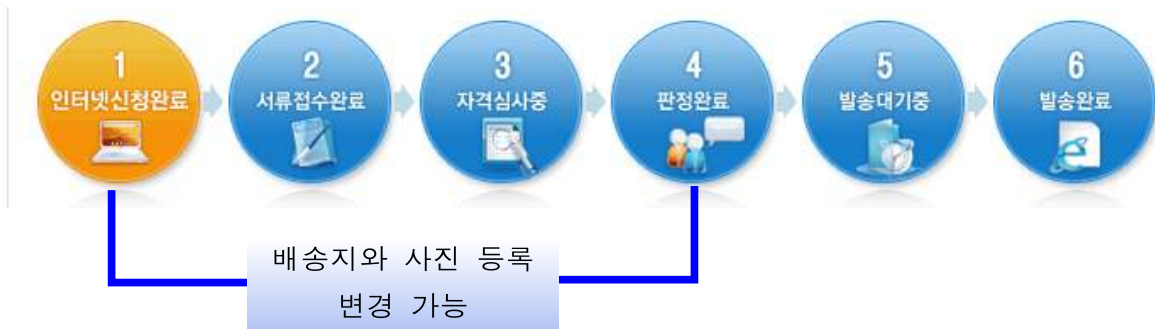 1
인터넷신청완료
2
서류접수완료
3
자격심사중
4
판정완료
5
발송대기중
6
발송완료
배송지와 사진 등록
변경 가능